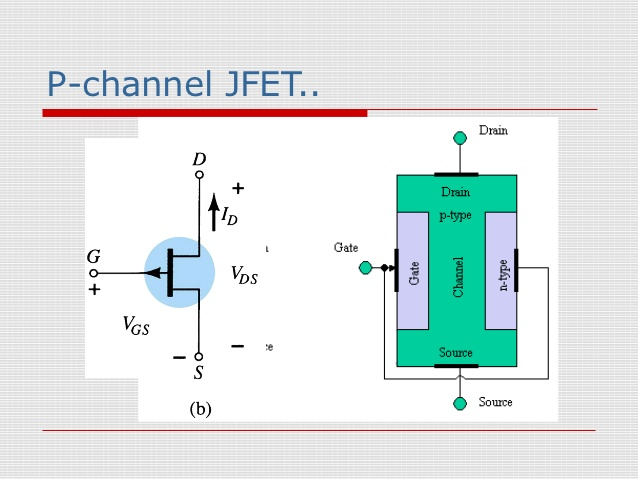 P-channel JFET..
D
+
I_D
G
+
V_DS
V_GS
–
–
S
(b)
Drain
Drain
p-type
Gate
Gate
Channel
n-type
Source
Source